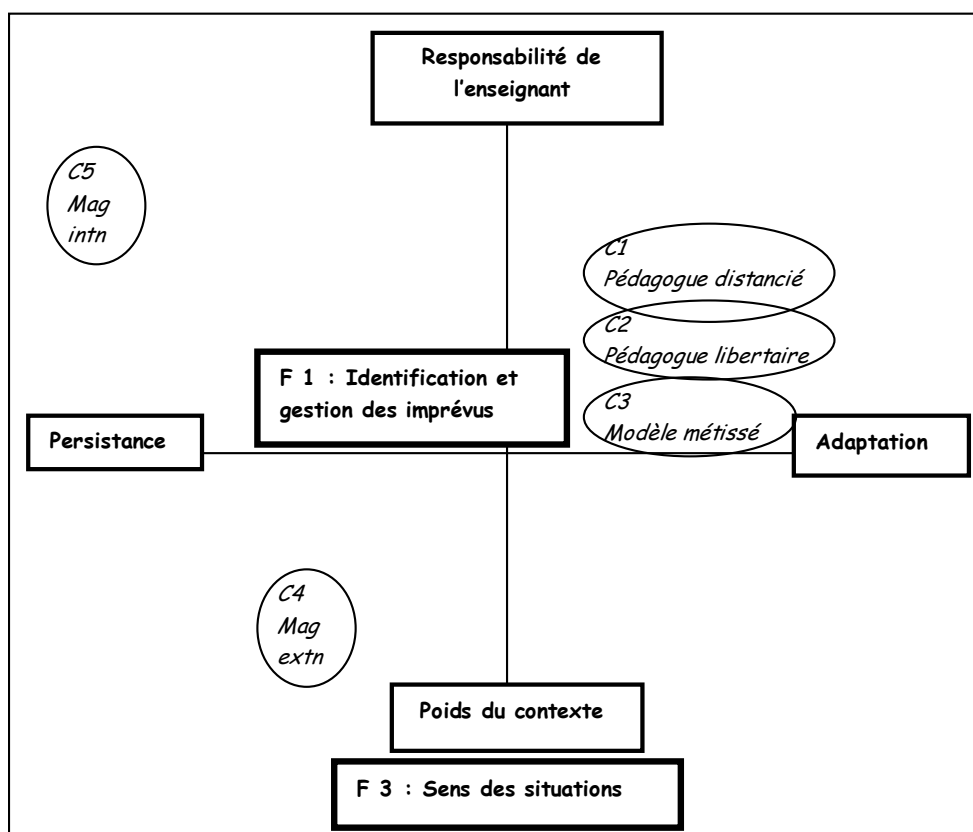 Responsabilité de
l'enseignant
C5
Mag
intn
C1
Pédagogue distancié
C2
Pédagogue libertaire
F 1 : Identification et
gestion des imprévus
C3
Modèle métissé
Persistance
Adaptation
C4
Mag
extn
Poids du contexte
F 3 : Sens des situations